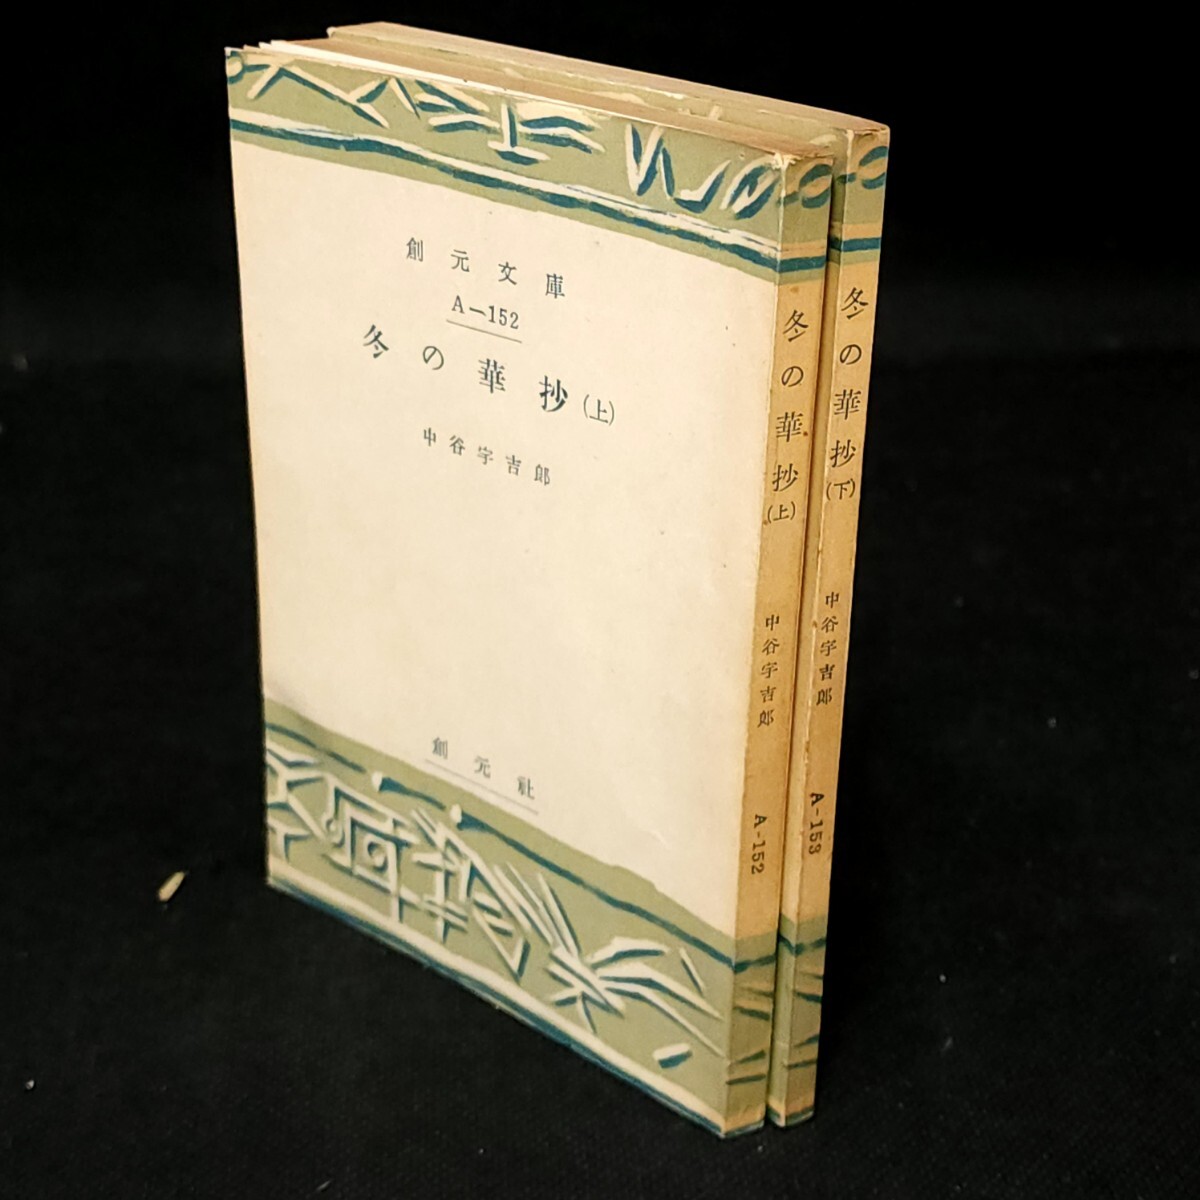 創元文庫
A—152
冬の華抄(上)
中谷宇吉郎
創元社
冬の華抄(上)
中谷宇吉郎
A-152
冬の華抄(下)
中谷宇吉郎
A-153